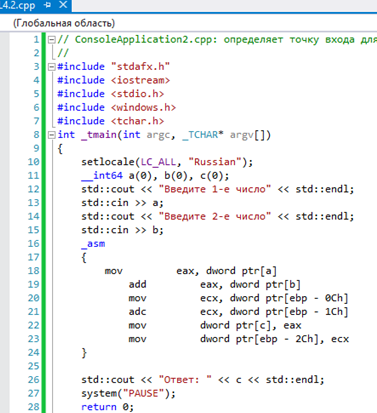 L4.2.cpp
(Глобальная область)
1 // ConsoleApplication2.cpp: определяет точку входа для
2 //
3 #include "stdafx.h"
4 #include <iostream>
5 #include <stdio.h>
6 #include <windows.h>
7 #include <tchar.h>
8 int _tmain(int argc, _TCHAR* argv[])
9 {
10 setlocale(LC_ALL, "Russian");
11 __int64 a(0), b(0), c(0);
12 std::cout << "Введите 1-е число" << std::endl;
13 std::cin >> a;
14 std::cout << "Введите 2-е число" << std::endl;
15 std::cin >> b;
16 _asm
17 {
18 mov eax, dword ptr[a]
19 add eax, dword ptr[b]
20 mov ecx, dword ptr[ebp - 0Ch]
21 adc ecx, dword ptr[ebp - 1Ch]
22 mov dword ptr[c], eax
23 mov dword ptr[ebp - 2Ch], ecx
24 }
25
26 std::cout << "Ответ: " << c << std::endl;
27 system("PAUSE");
28 return 0;